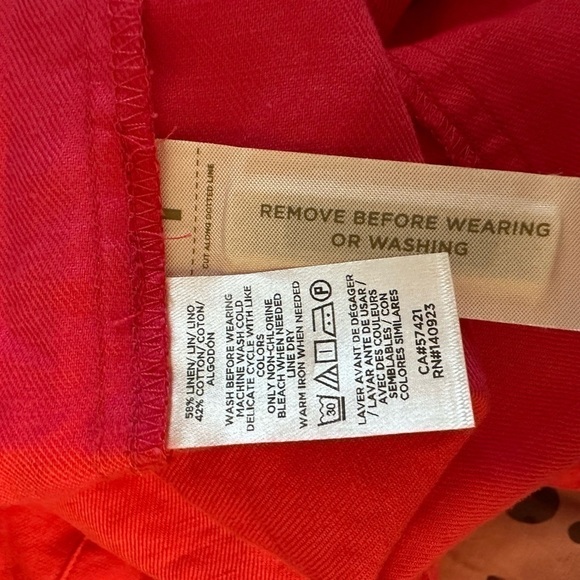 CUT ALONG DOTTED LINE
REMOVE BEFORE WEARING
OR WASHING
58% LINEN/ LIN/ LINO
42% COTTON/ COTON/
ALGODÓN
WASH BEFORE WEARING
MACHINE WASH COLD
DELICATE CYCLE WITH LIKE
COLORS
ONLY NON-CHLORINE
BLEACH WHEN NEEDED
LINE DRY
WARM IRON WHEN NEEDED
30
P
LAVER AVANT DE DÉGAGER
/ LAVAR ANTE DE USAR /
AVEC DES COULEURS
SEMBLABLES / CON
COLORES SIMILARES
CA#57421
RN#140923